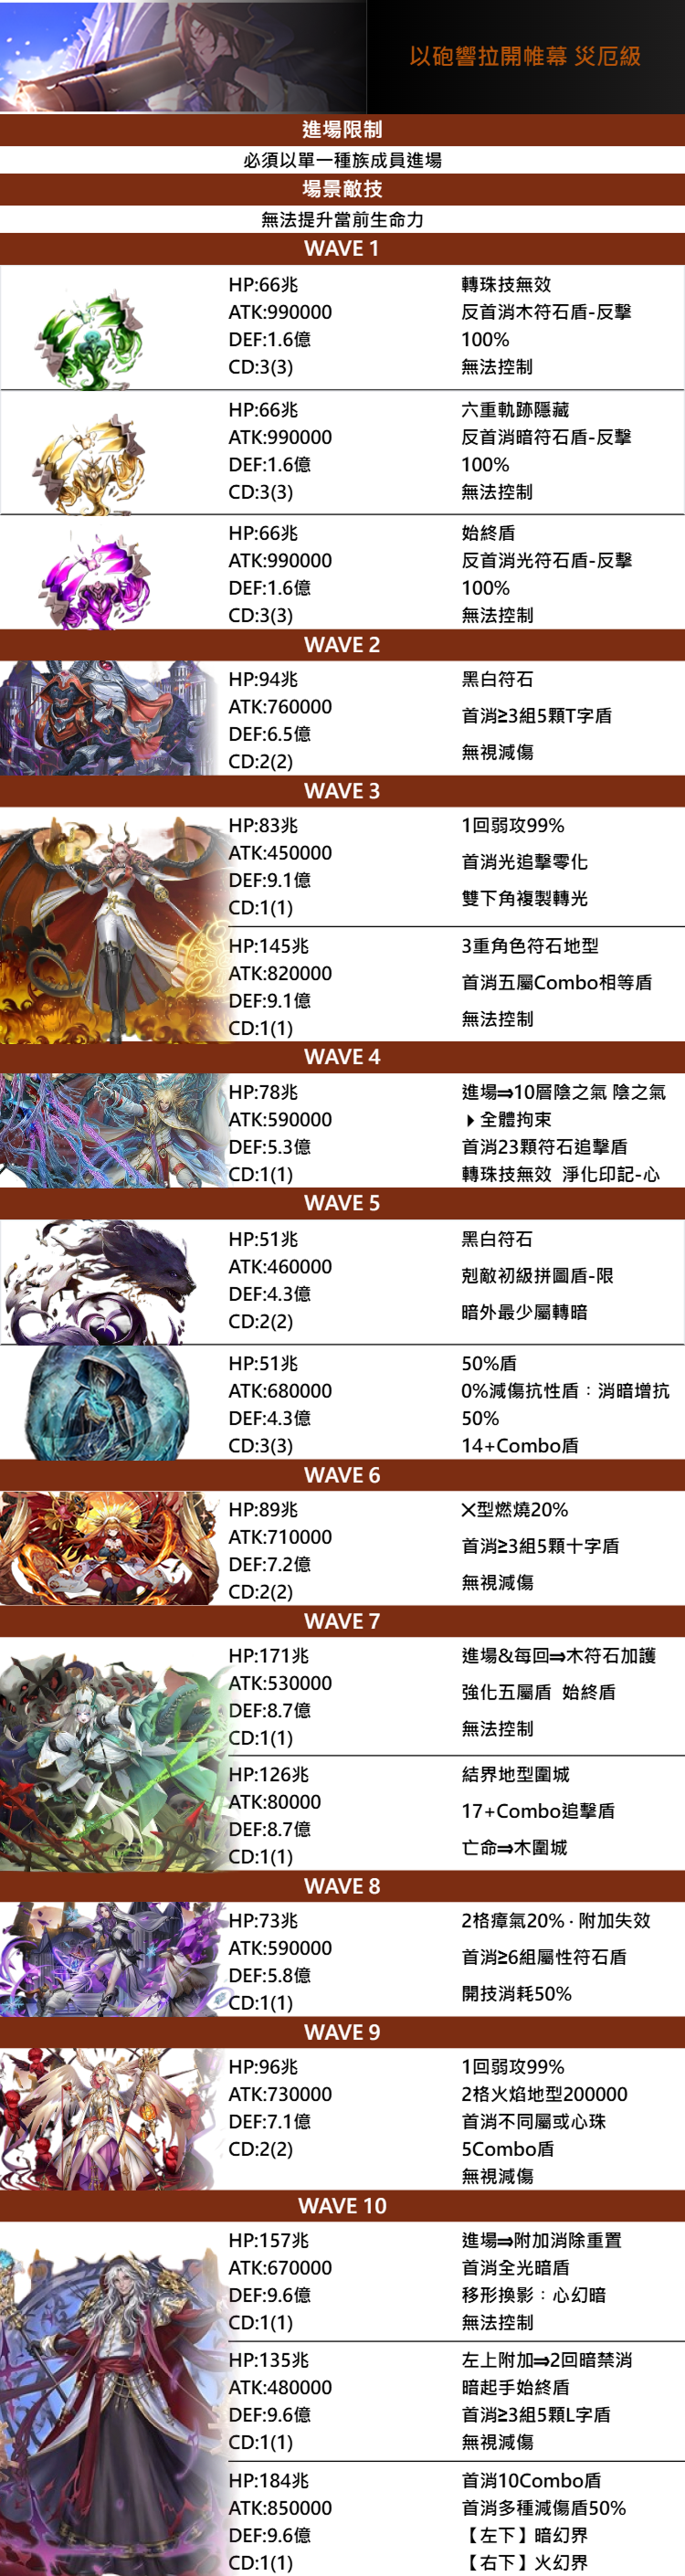 以砲響拉開帷幕 災厄級
進場限制
必須以單一種族成員進場
場景敵技
無法提升當前生命力
WAVE 1
HP:66兆
ATK:990000
DEF:1.6億
CD:3(3)
轉珠技無效
反首消木符石盾-反擊
100%
無法控制
HP:66兆
ATK:990000
DEF:1.6億
CD:3(3)
六重軌跡隱藏
反首消暗符石盾-反擊
100%
無法控制
HP:66兆
ATK:990000
DEF:1.6億
CD:3(3)
始終盾
反首消光符石盾-反擊
100%
無法控制
WAVE 2
HP:94兆
ATK:760000
DEF:6.5億
CD:2(2)
黑白符石
首消≥3組5顆T字盾
無視減傷
WAVE 3
HP:83兆
ATK:450000
DEF:9.1億
CD:1(1)
1回弱攻99%
首消光追擊零化
雙下角複製轉光
HP:145兆
ATK:820000
DEF:9.1億
CD:1(1)
3重角色符石地型
首消五屬Combo相等盾
無法控制
WAVE 4
HP:78兆
ATK:590000
DEF:5.3億
CD:1(1)
進場⇒10層陰之氣 陰之氣
▶全體拘束
首消23顆符石追擊盾
轉珠技無效 淨化印記-心
WAVE 5
HP:51兆
ATK:460000
DEF:4.3億
CD:2(2)
黑白符石
剋敵初級拼圖盾-限
暗外最少屬轉暗
HP:51兆
ATK:680000
DEF:4.3億
CD:3(3)
50%盾
0%減傷抗性盾：消暗增抗
50%
14+Combo盾
WAVE 6
HP:89兆
ATK:710000
DEF:7.2億
CD:2(2)
╳型燃燒20%
首消≥3組5顆十字盾
無視減傷
WAVE 7
HP:171兆
ATK:530000
DEF:8.7億
CD:1(1)
進場&每回⇒木符石加護
強化五屬盾 始終盾
無法控制
HP:126兆
ATK:80000
DEF:8.7億
CD:1(1)
結界地型圍城
17+Combo追擊盾
亡命⇒木圍城
WAVE 8
HP:73兆
ATK:590000
DEF:5.8億
CD:1(1)
2格瘴氣20% · 附加失效
首消≥6組屬性符石盾
開技消耗50%
WAVE 9
HP:96兆
ATK:730000
DEF:7.1億
CD:2(2)
1回弱攻99%
2格火焰地型200000
首消不同屬或心珠
5Combo盾
無視減傷
WAVE 10
HP:157兆
ATK:670000
DEF:9.6億
CD:1(1)
進場⇒附加消除重置
首消全光暗盾
移形換影：心幻暗
無法控制
HP:135兆
ATK:480000
DEF:9.6億
CD:1(1)
左上附加⇒2回暗禁消
暗起手始終盾
首消≥3組5顆L字盾
無視減傷
HP:184兆
ATK:850000
DEF:9.6億
CD:1(1)
首消10Combo盾
首消多種減傷盾50%
【左下】暗幻界
【右下】火幻界